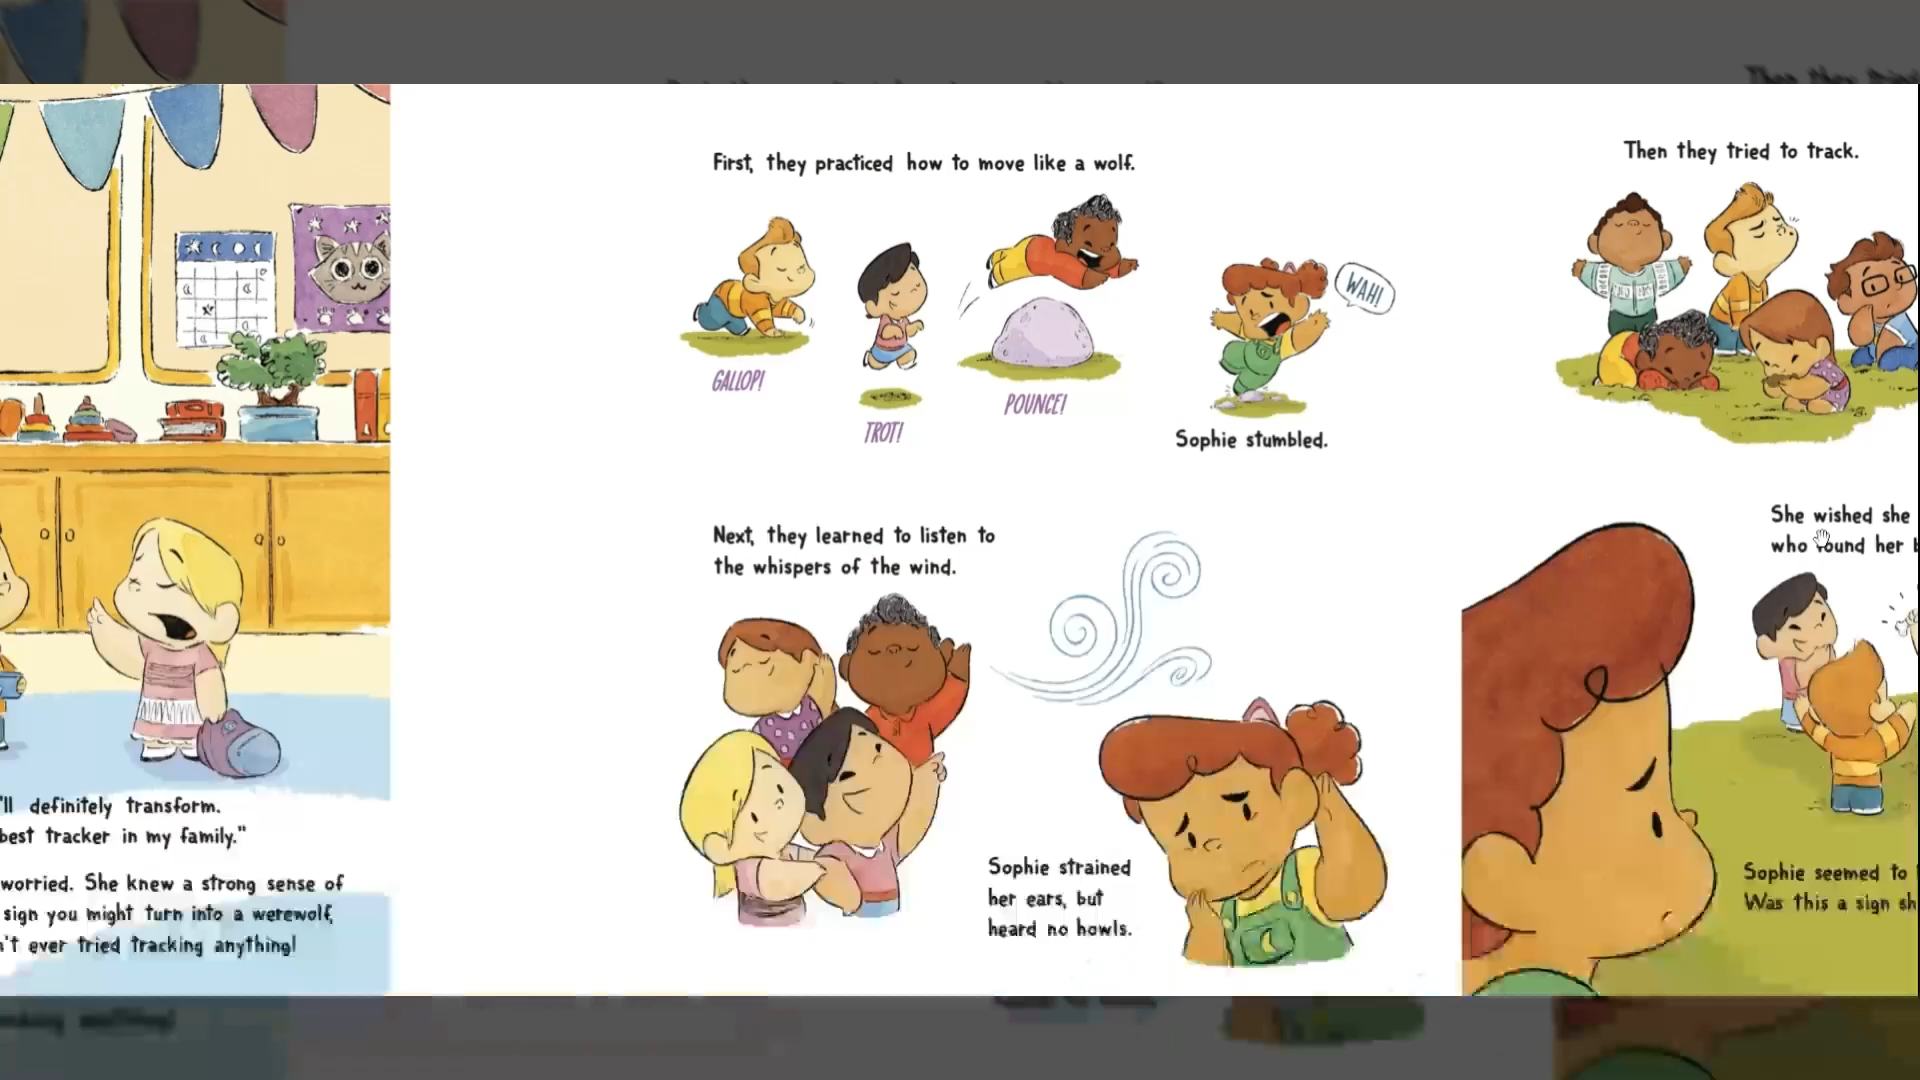 'll definitely transform.
best tracker in my family."
worried. She knew a strong sense of
sign you might turn into a werewolf,
n't ever tried tracking anything!
First, they practiced how to move like a wolf.
GALLOP!
TROT!
POUNCE!
WAH!
Sophie stumbled.
Next, they learned to listen to
the whispers of the wind.
Sophie strained
her ears, but
heard no howls.
Then they tried to track.
She wished she
who found her
Sophie seemed to
Was this a sign